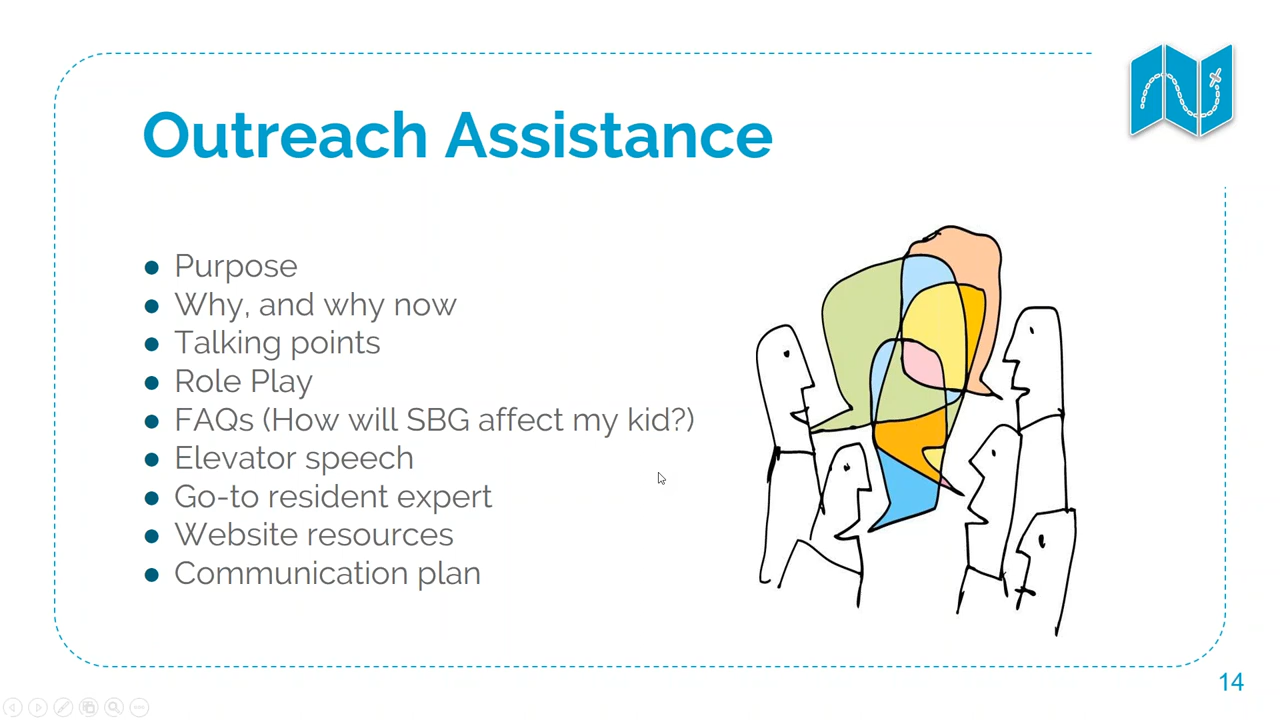 Outreach Assistance
Purpose
Why, and why now
Talking points
Role Play
FAQs (How will SBG affect my kid?)
Elevator speech
Go-to resident expert
Website resources
Communication plan
14